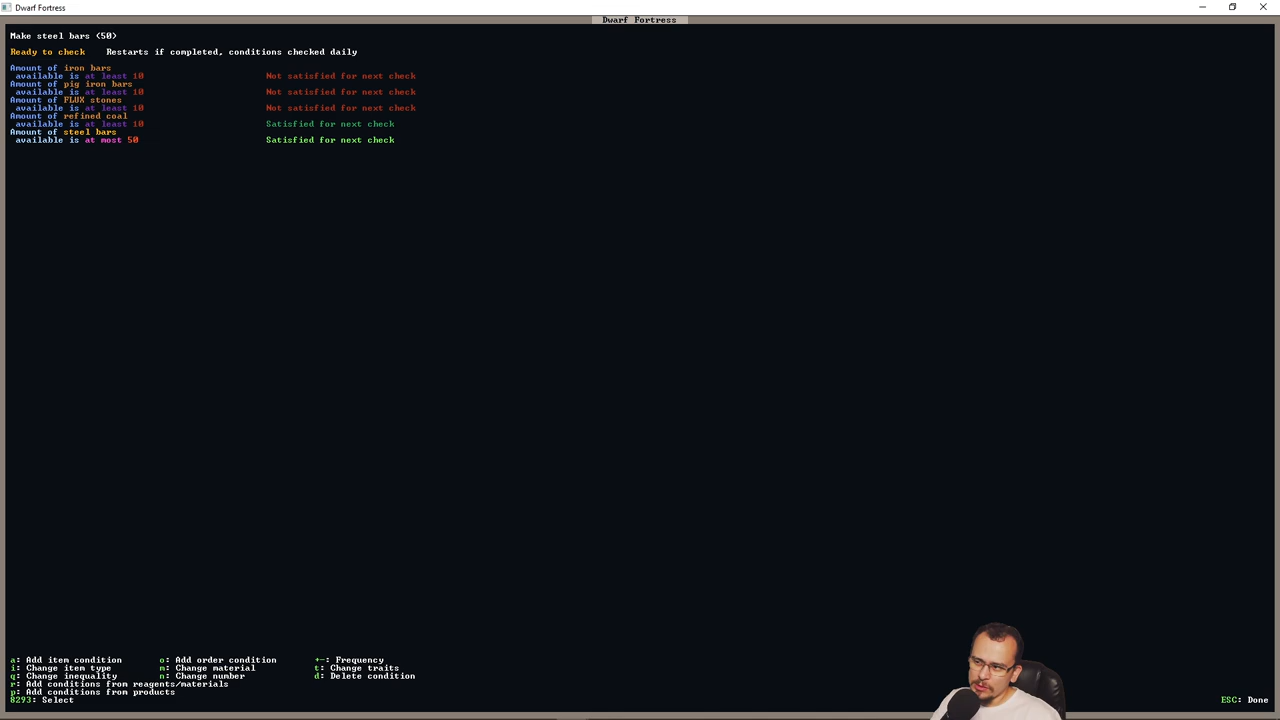 Dwarf Fortress
Dwarf Fortress
Make steel bars (50)
Ready to check Restarts if completed, conditions checked daily
Amount of iron bars
available is at least 10 Not satisfied for next check
Amount of pig iron bars
available is at least 10 Not satisfied for next check
Amount of FLUX stones
available is at least 10 Not satisfied for next check
Amount of refined coal
available is at least 10 Satisfied for next check
Amount of steel bars
available is at most 50 Satisfied for next check
a: Add item condition o: Add order condition +-: Frequency
i: Change item type m: Change material t: Change traits
q: Change inequality n: Change number d: Delete condition
r: Add conditions from reagents/materials
p: Add conditions from products
8293: Select ESC: Done